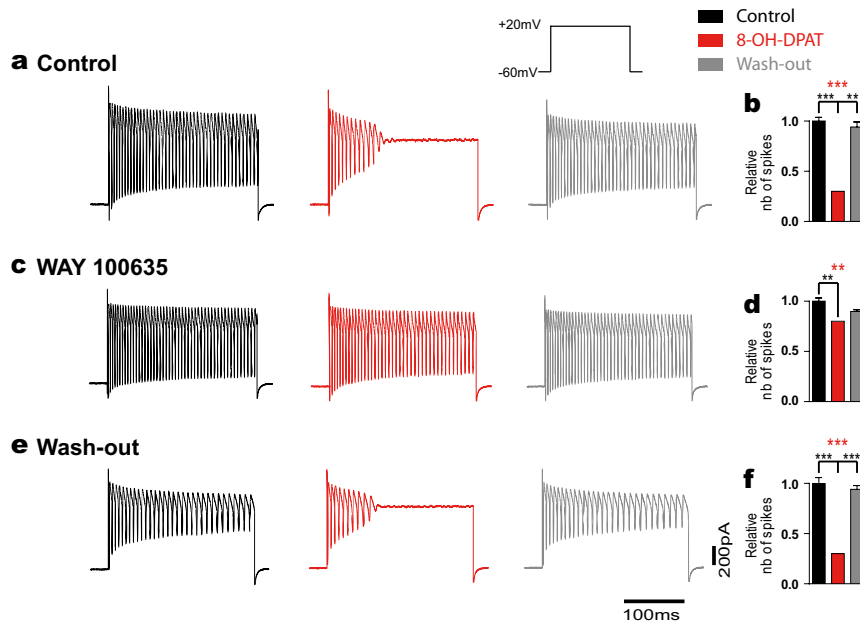 +20mV
-60mV
Control
8-OH-DPAT
Wash-out
a Control
b
***
*** **
Relative
nb of spikes
1.0
0.5
0.0
c WAY 100635
d
**
**
Relative
nb of spikes
1.0
0.5
0.0
e Wash-out
f
***
*** ***
Relative
nb of spikes
1.0
0.5
0.0
200pA
100ms